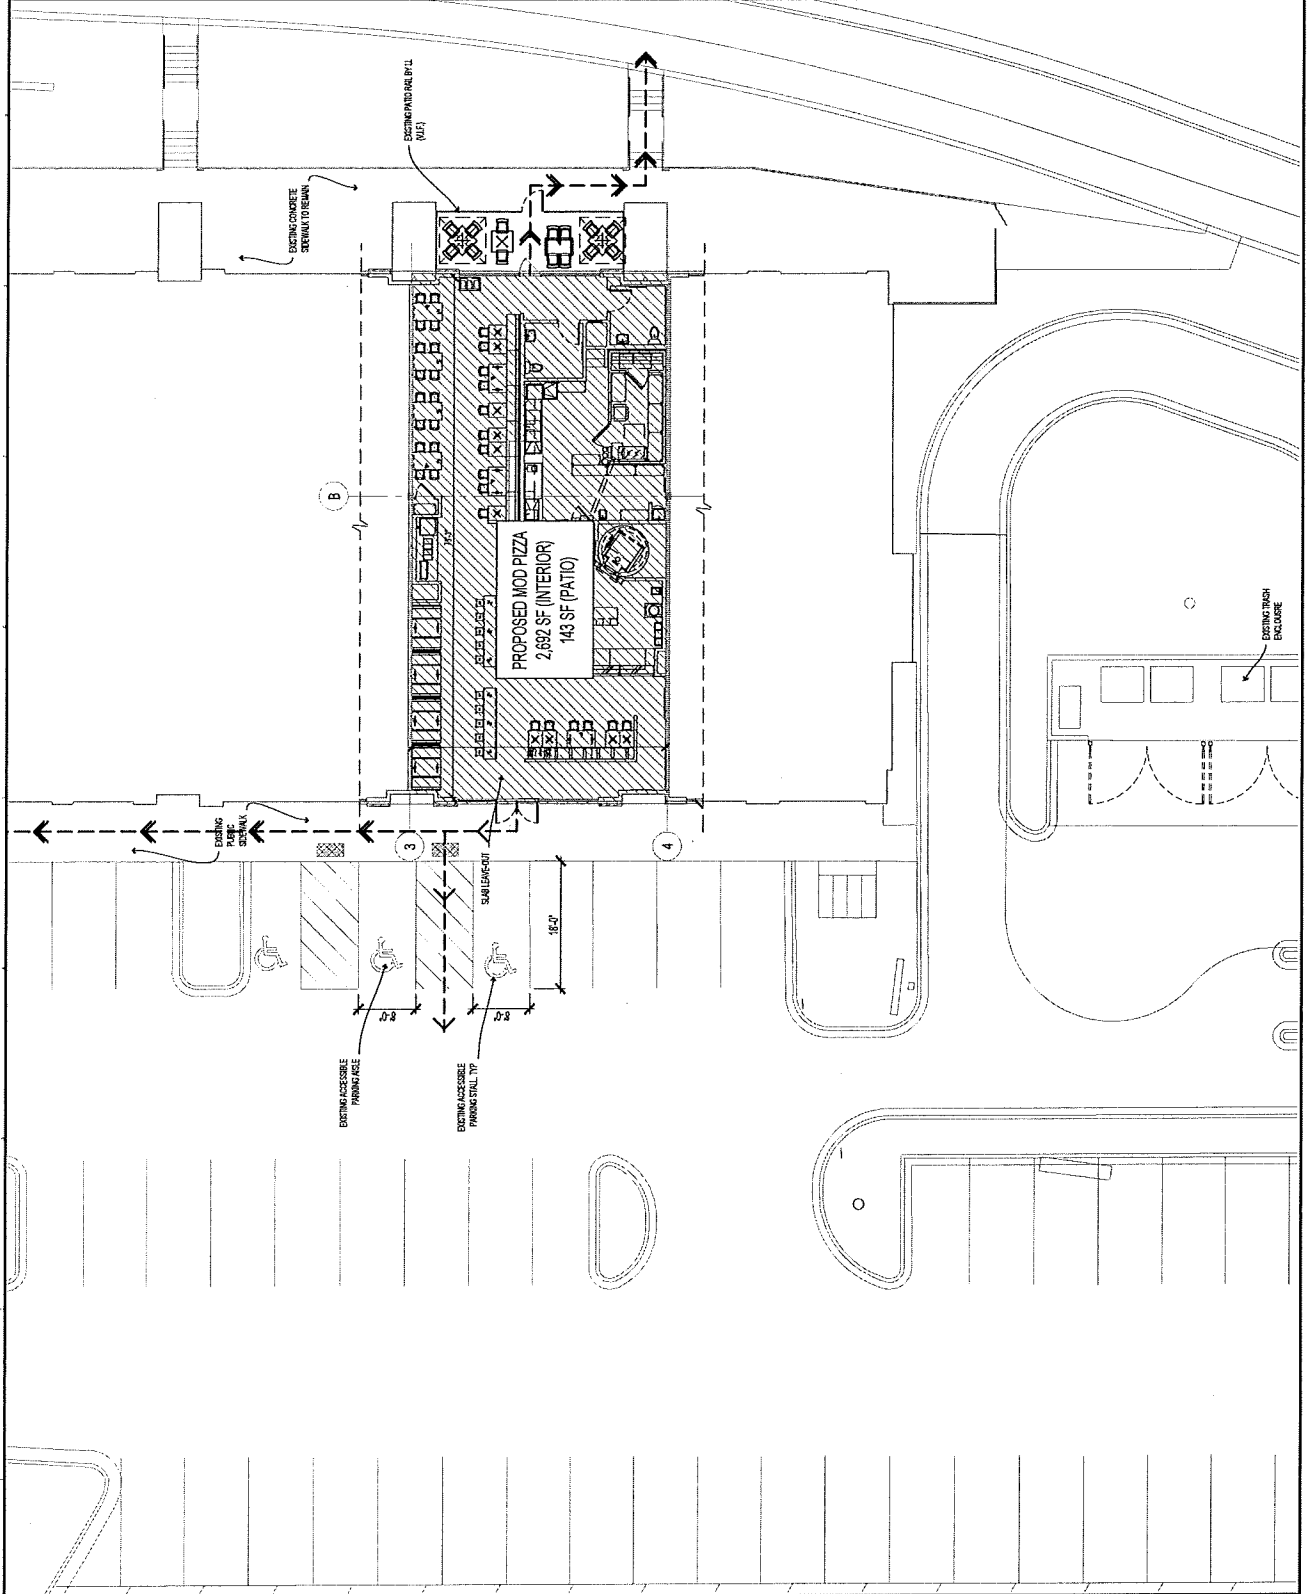 EXISTING PATIO RAIL BY LL
(V.I.F.)
EXISTING CONCRETE
SIDEWALK TO REMAIN
B
PROPOSED MOD PIZZA
2,692 SF (INTERIOR)
143 SF (PATIO)
EXISTING TRASH
ENCLOUSRE
EXISTING
PUBLIC
SIDEWALK
3
4
SLAB LEAVE-OUT
18'-0"
8'-0"
8'-0"
EXISTING ACCESSIBLE
PARKING AISLE
EXISTING ACCESSIBLE
PARKING STALL, TYP